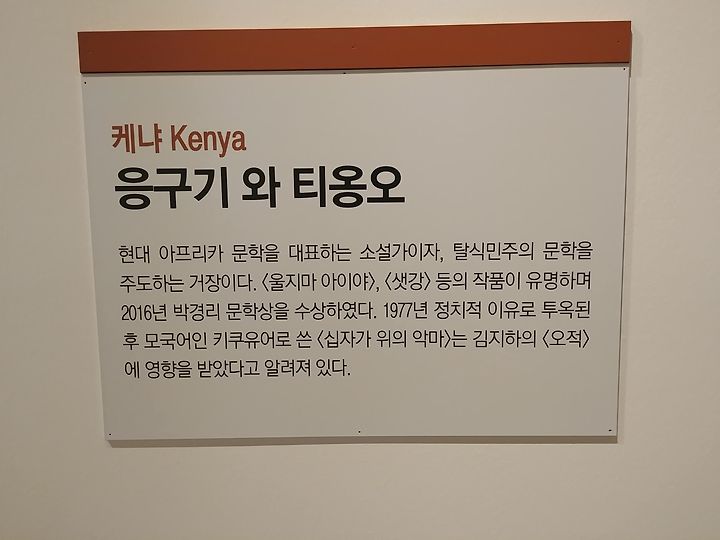 케냐 Kenya
응구기 와 티옹오
현대 아프리카 문학을 대표하는 소설가이자, 탈식민주의 문학을
주도하는 거장이다. 〈울지마 아이야〉, 〈샛강〉 등의 작품이 유명하며
2016년 박경리 문학상을 수상하였다. 1977년 정치적 이유로 투옥된
후 모국어인 키쿠유어로 쓴 〈십자가 위의 악마〉는 김지하의 〈오적〉
에 영향을 받았다고 알려져 있다.